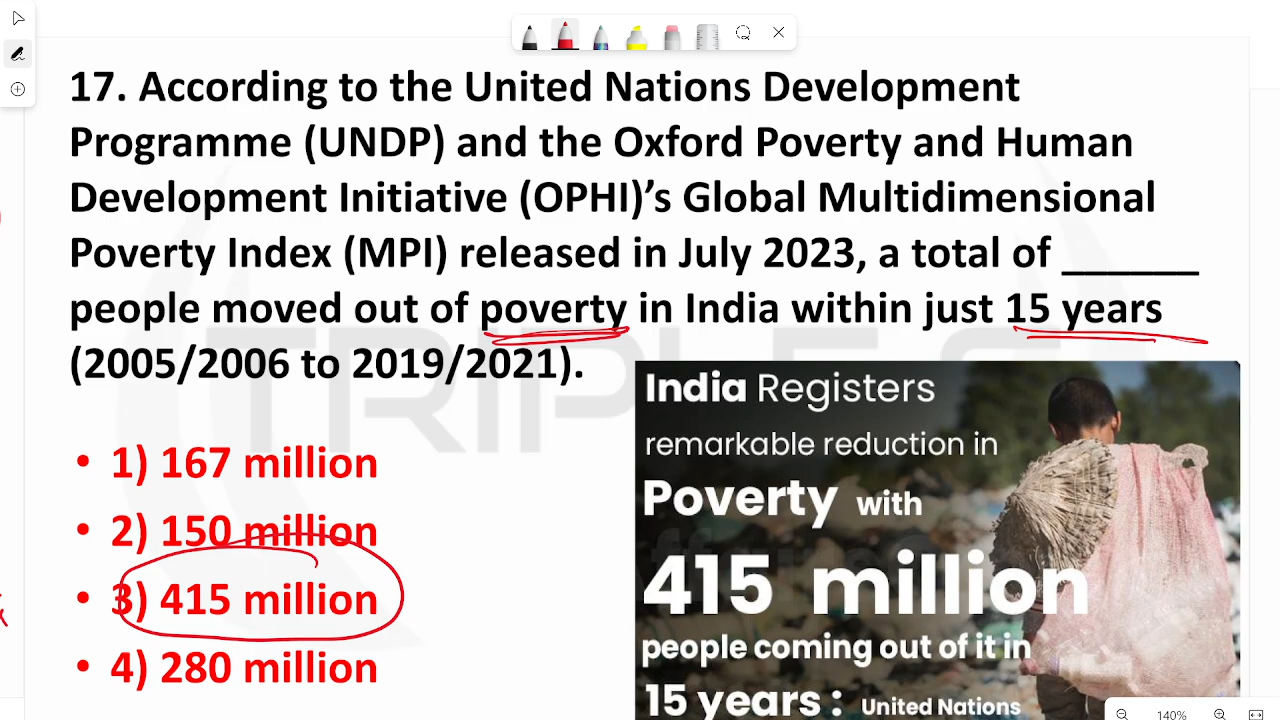 17. According to the United Nations Development
Programme (UNDP) and the Oxford Poverty and Human
Development Initiative (OPHI)’s Global Multidimensional
Poverty Index (MPI) released in July 2023, a total of ______
people moved out of poverty in India within just 15 years
(2005/2006 to 2019/2021).
• 1) 167 million
• 2) 150 million
• 3) 415 million
• 4) 280 million
India Registers
remarkable reduction in
Poverty with
415 million
people coming out of it in
15 years : United Nations
140%